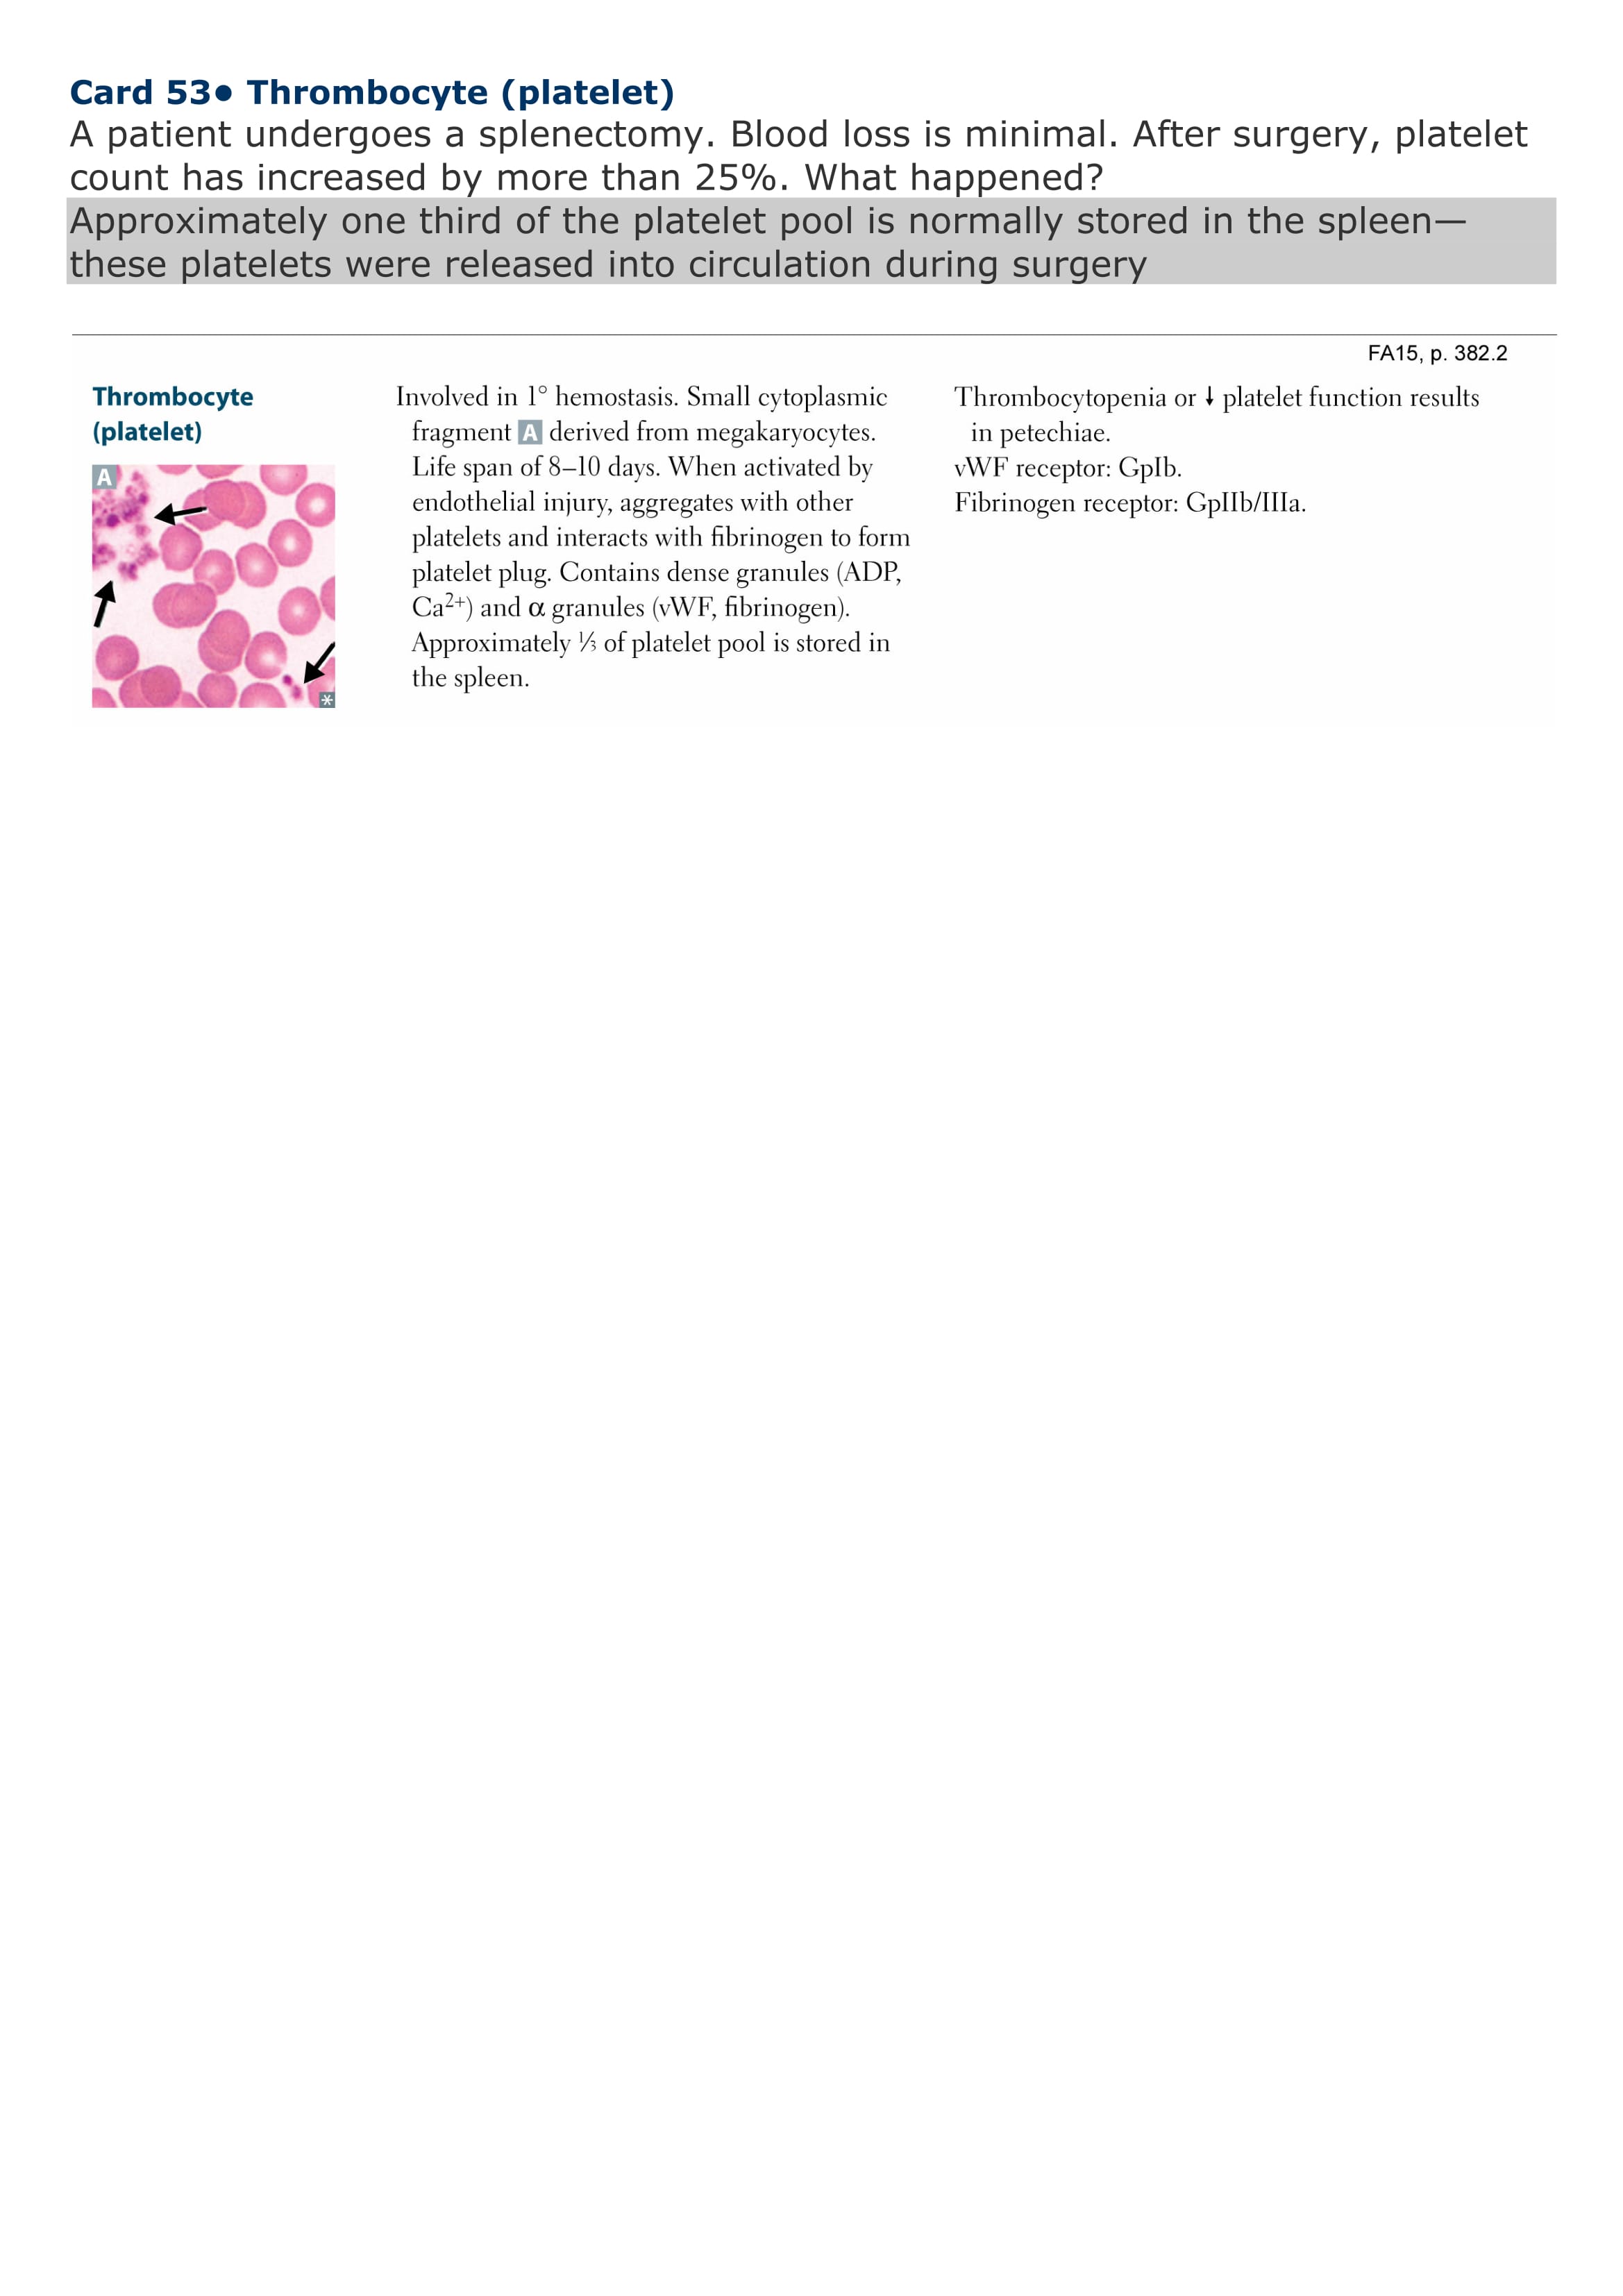 Card 53• Thrombocyte (platelet)
A patient undergoes a splenectomy. Blood loss is minimal. After surgery, platelet
count has increased by more than 25%. What happened?
Approximately one third of the platelet pool is normally stored in the spleen—
these platelets were released into circulation during surgery
FA15, p. 382.2
Thrombocyte
(platelet)
A
*
Involved in 1° hemostasis. Small cytoplasmic
fragment A derived from megakaryocytes.
Life span of 8–10 days. When activated by
endothelial injury, aggregates with other
platelets and interacts with fibrinogen to form
platelet plug. Contains dense granules (ADP,
Ca²⁺) and α granules (vWF, fibrinogen).
Approximately ⅓ of platelet pool is stored in
the spleen.
Thrombocytopenia or ↓ platelet function results
in petechiae.
vWF receptor: GpIb.
Fibrinogen receptor: GpIIb/IIIa.